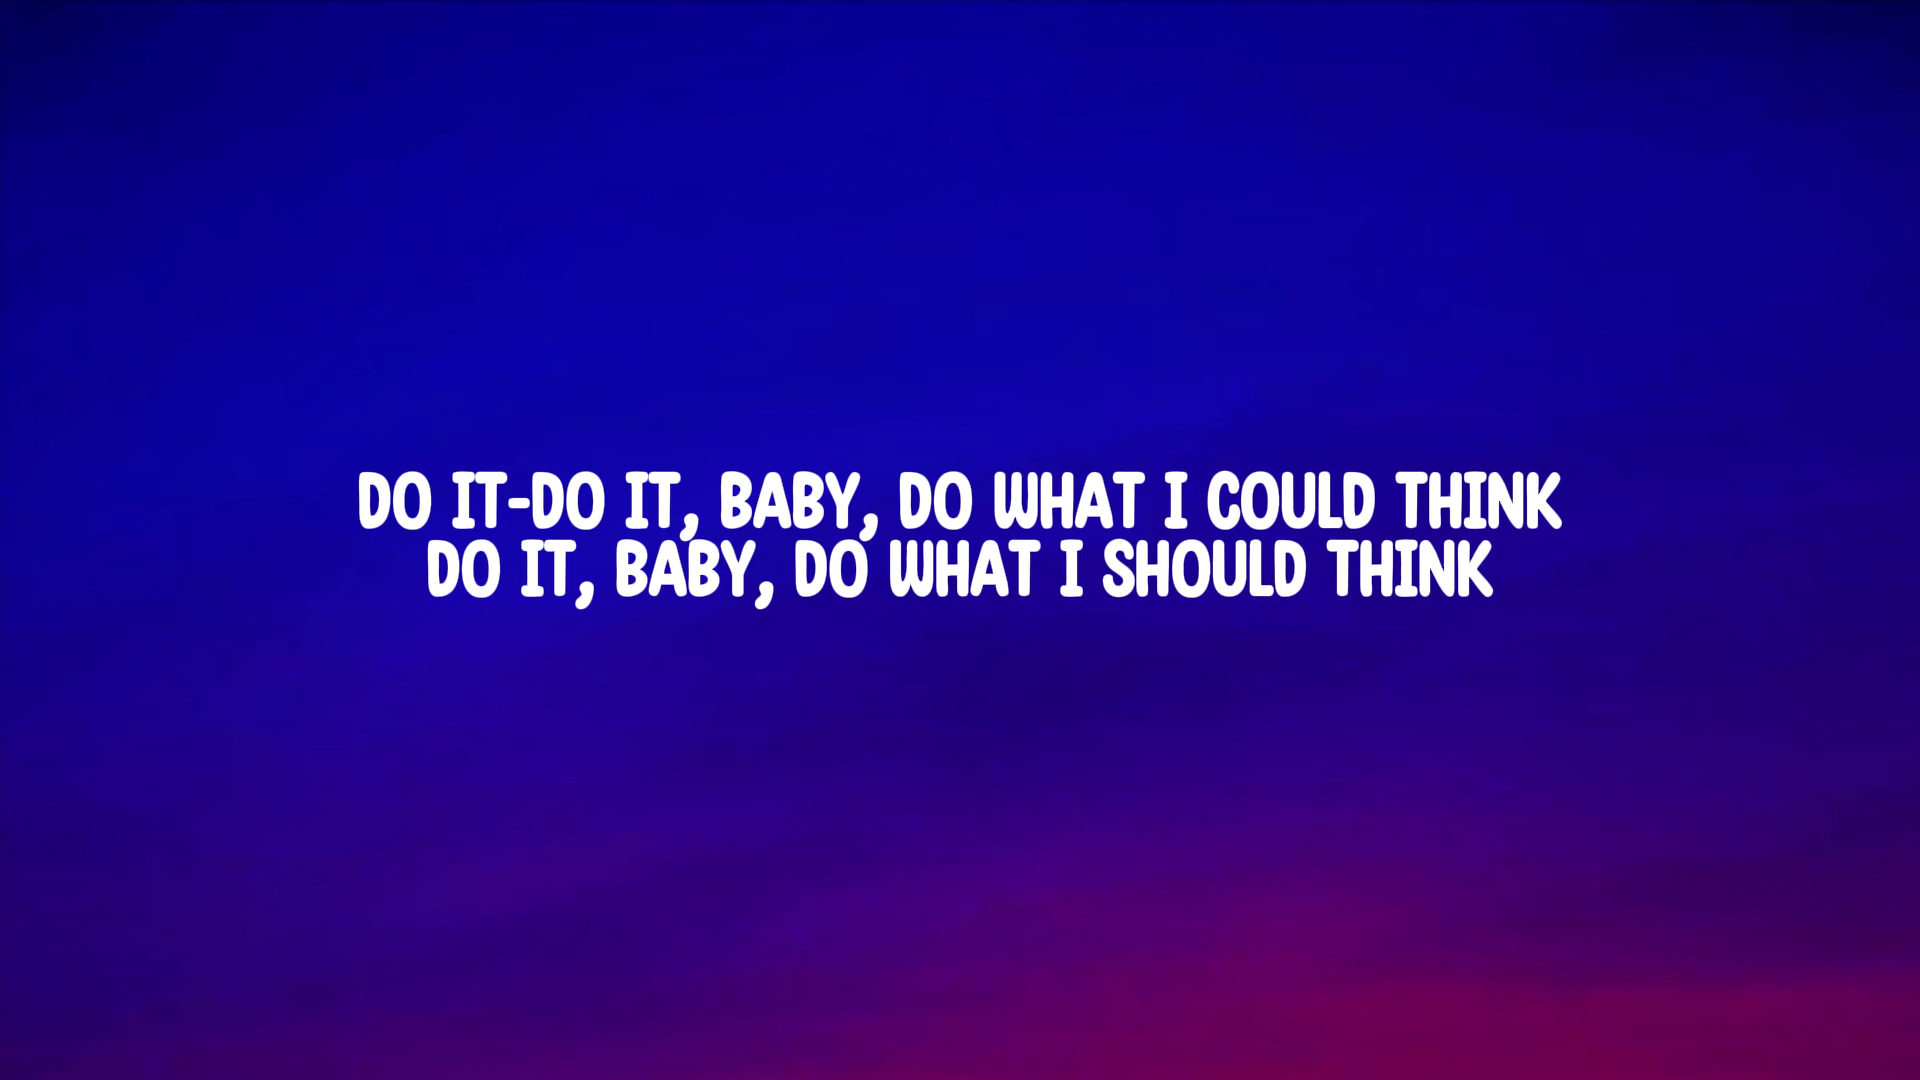 DO IT-DO IT, BABY, DO WHAT I COULD THINK
DO IT, BABY, DO WHAT I SHOULD THINK